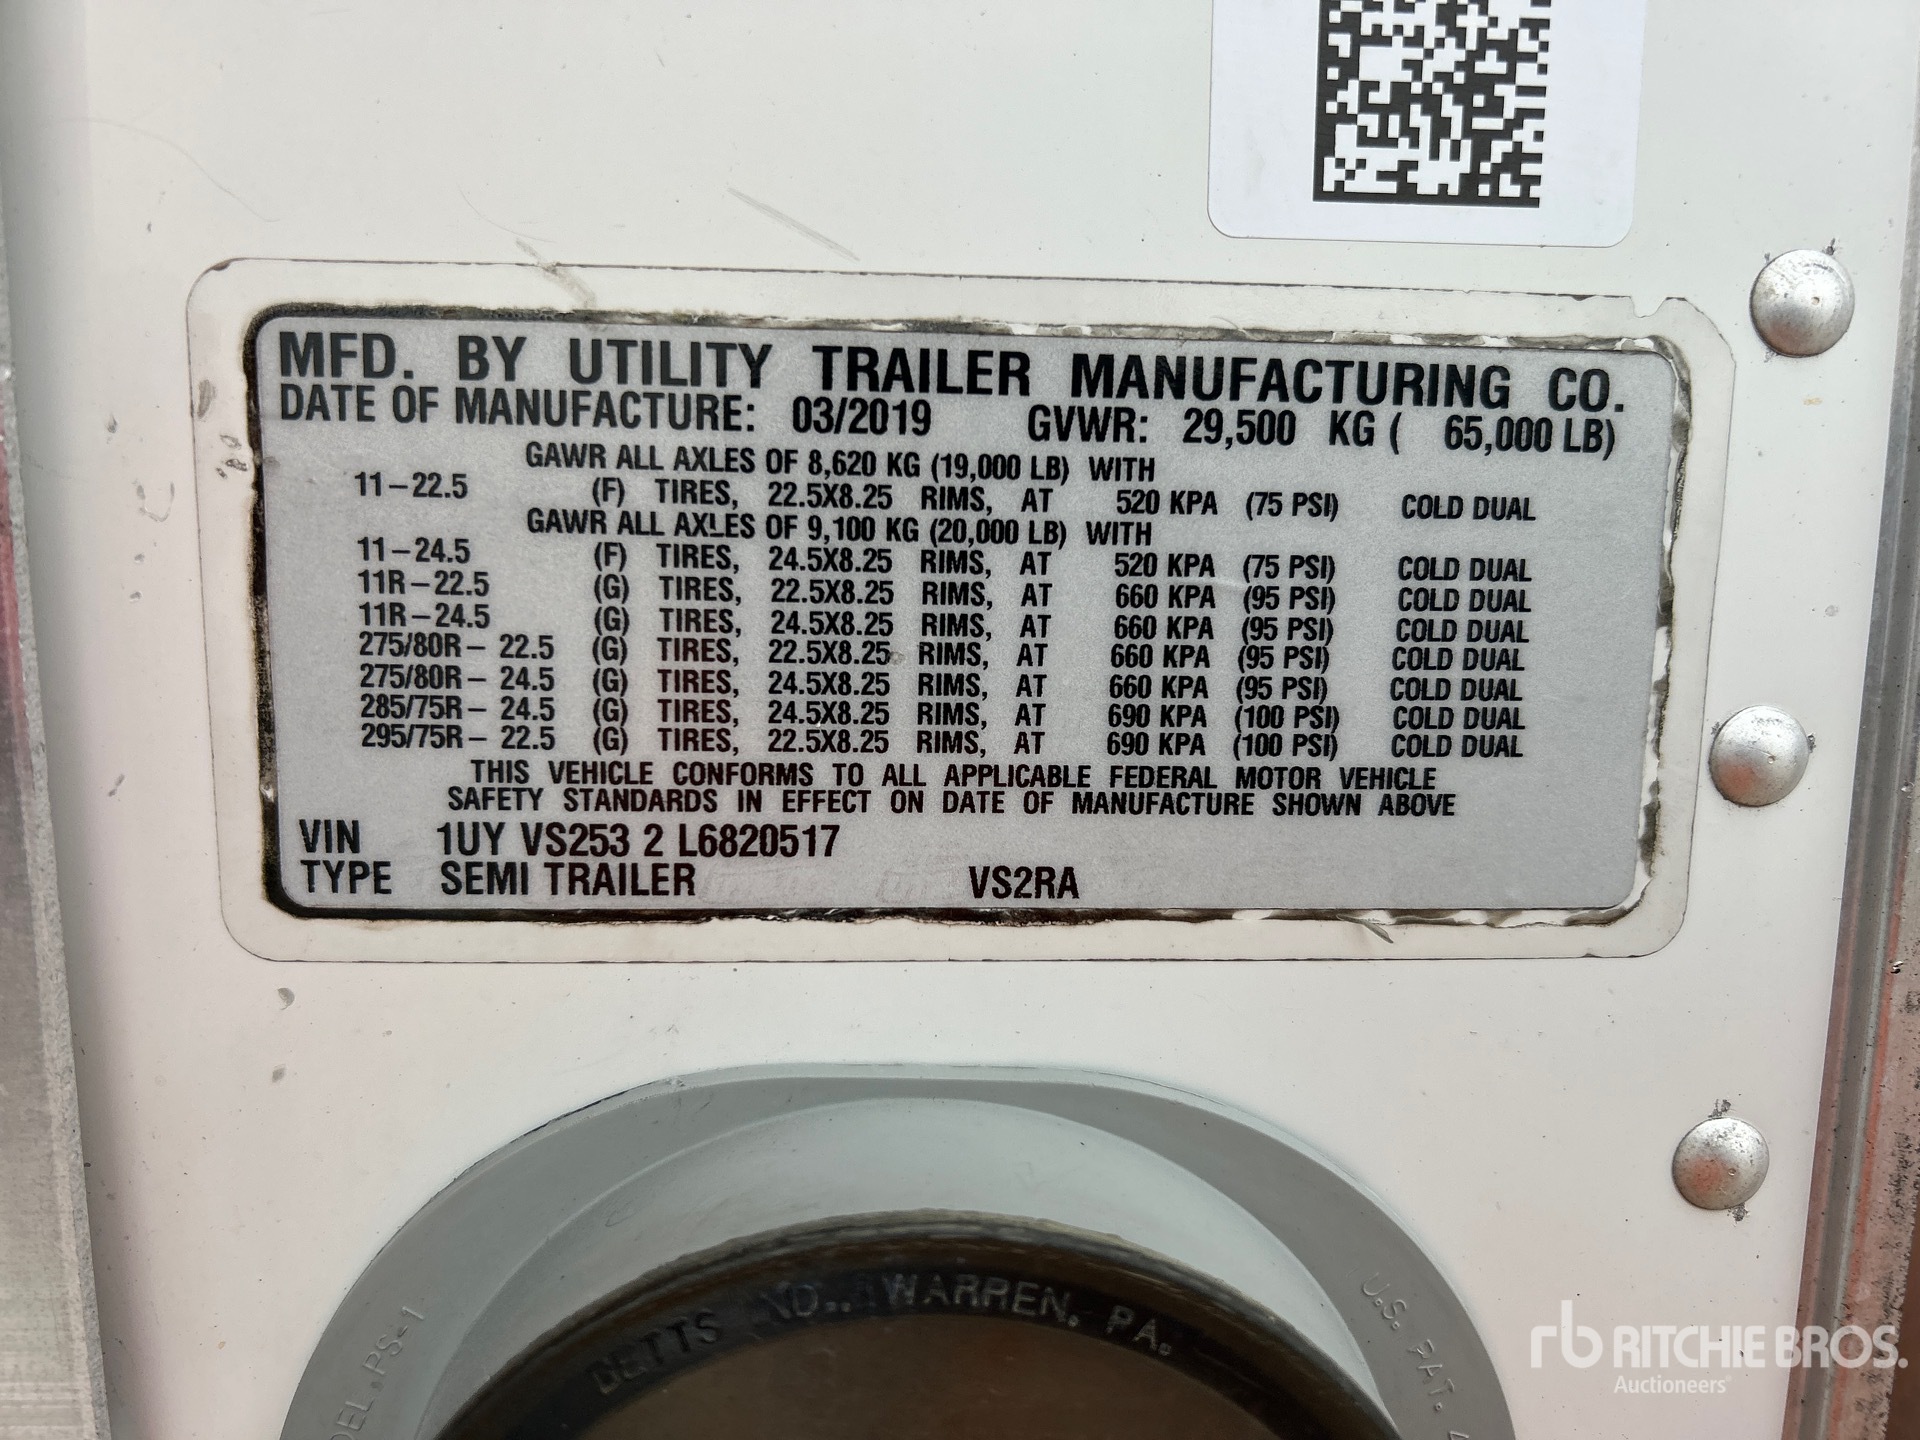 MFD. BY UTILITY TRAILER MANUFACTURING CO.
DATE OF MANUFACTURE: 03/2019 GVWR: 29,500 KG ( 65,000 LB)
GAWR ALL AXLES OF 8,620 KG (19,000 LB) WITH
11-22.5 (F) TIRES, 22.5X8.25 RIMS, AT 520 KPA (75 PSI) COLD DUAL
GAWR ALL AXLES OF 9,100 KG (20,000 LB) WITH
11-24.5 (F) TIRES, 24.5X8.25 RIMS, AT 520 KPA (75 PSI) COLD DUAL
11R-22.5 (G) TIRES, 22.5X8.25 RIMS, AT 660 KPA (95 PSI) COLD DUAL
11R-24.5 (G) TIRES, 24.5X8.25 RIMS, AT 660 KPA (95 PSI) COLD DUAL
275/80R- 22.5 (G) TIRES, 22.5X8.25 RIMS, AT 660 KPA (95 PSI) COLD DUAL
275/80R- 24.5 (G) TIRES, 24.5X8.25 RIMS, AT 660 KPA (95 PSI) COLD DUAL
285/75R- 24.5 (G) TIRES, 24.5X8.25 RIMS, AT 690 KPA (100 PSI) COLD DUAL
295/75R- 22.5 (G) TIRES, 22.5X8.25 RIMS, AT 690 KPA (100 PSI) COLD DUAL
THIS VEHICLE CONFORMS TO ALL APPLICABLE FEDERAL MOTOR VEHICLE
SAFETY STANDARDS IN EFFECT ON DATE OF MANUFACTURE SHOWN ABOVE
VIN 1UY VS253 2 L6820517
TYPE SEMI TRAILER VS2RA
BETTS IND.. WARREN, PA.
PS-1
U.S. PAT.
rb RITCHIE BROS.
Auctioneers